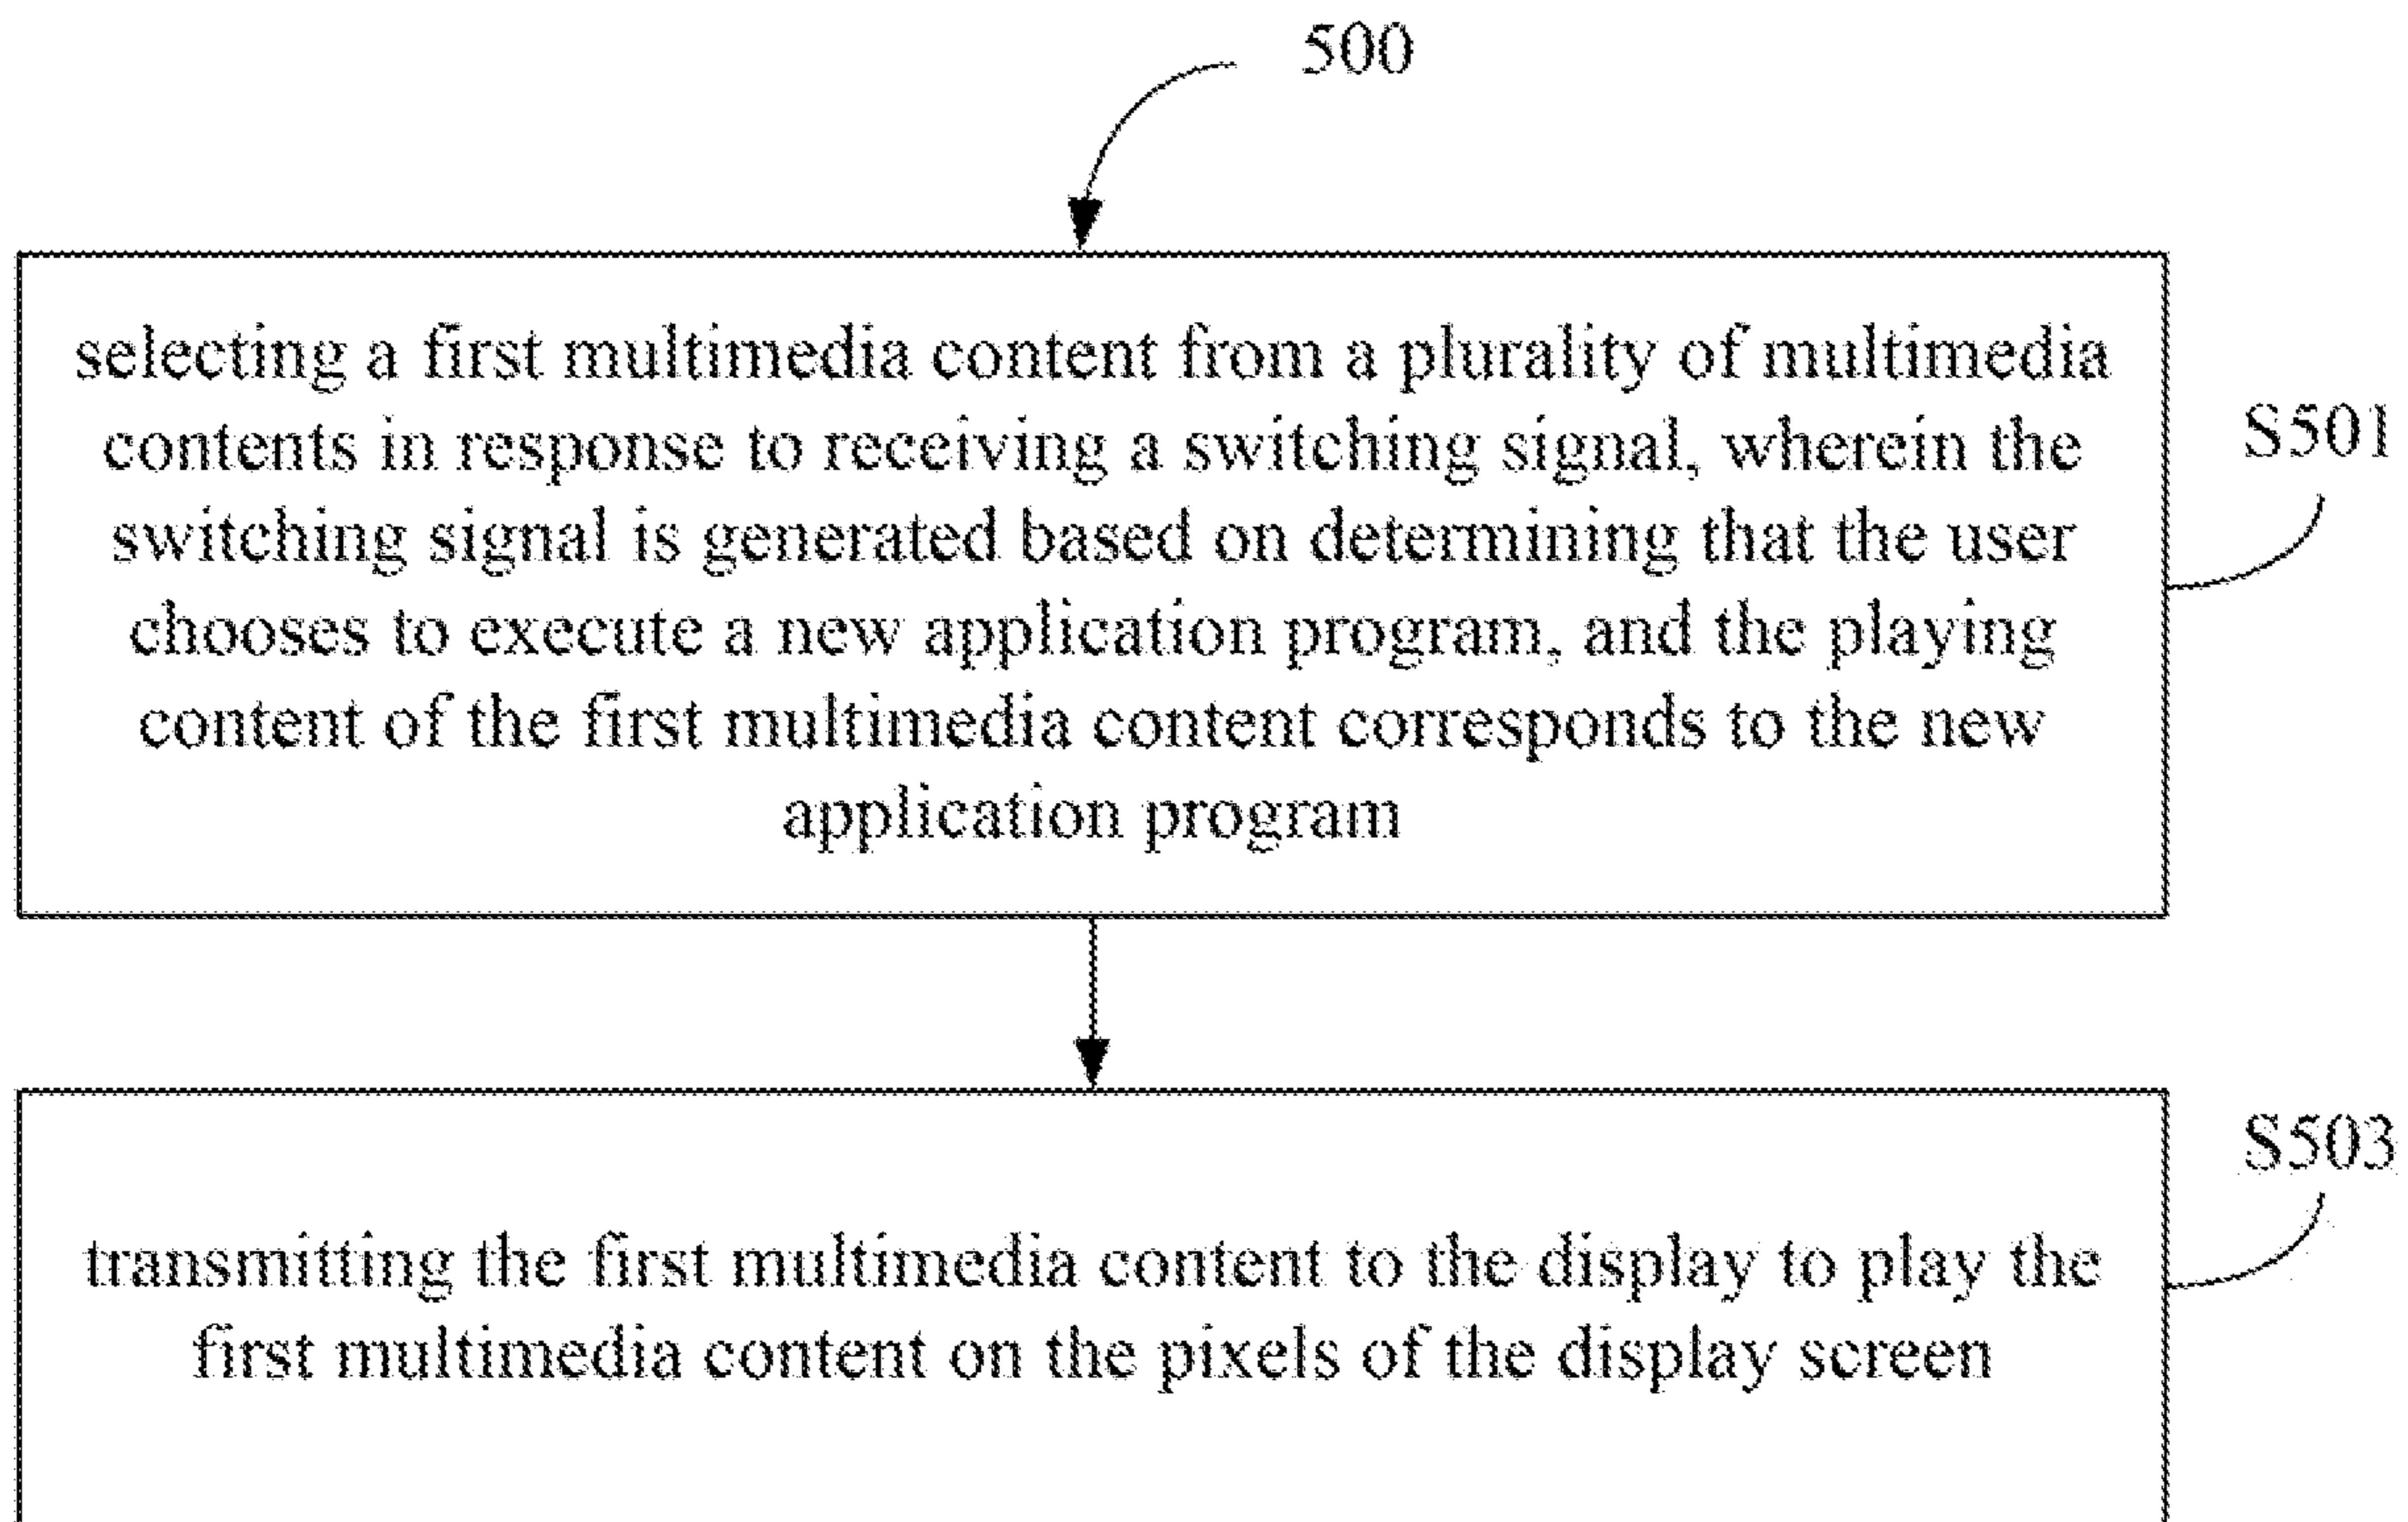 500
selecting a first multimedia content from a plurality of multimedia
contents in response to receiving a switching signal, wherein the
switching signal is generated based on determining that the user
chooses to execute a new application program, and the playing
content of the first multimedia content corresponds to the new
application program
S501
transmitting the first multimedia content to the display to play the
first multimedia content on the pixels of the display screen
S503